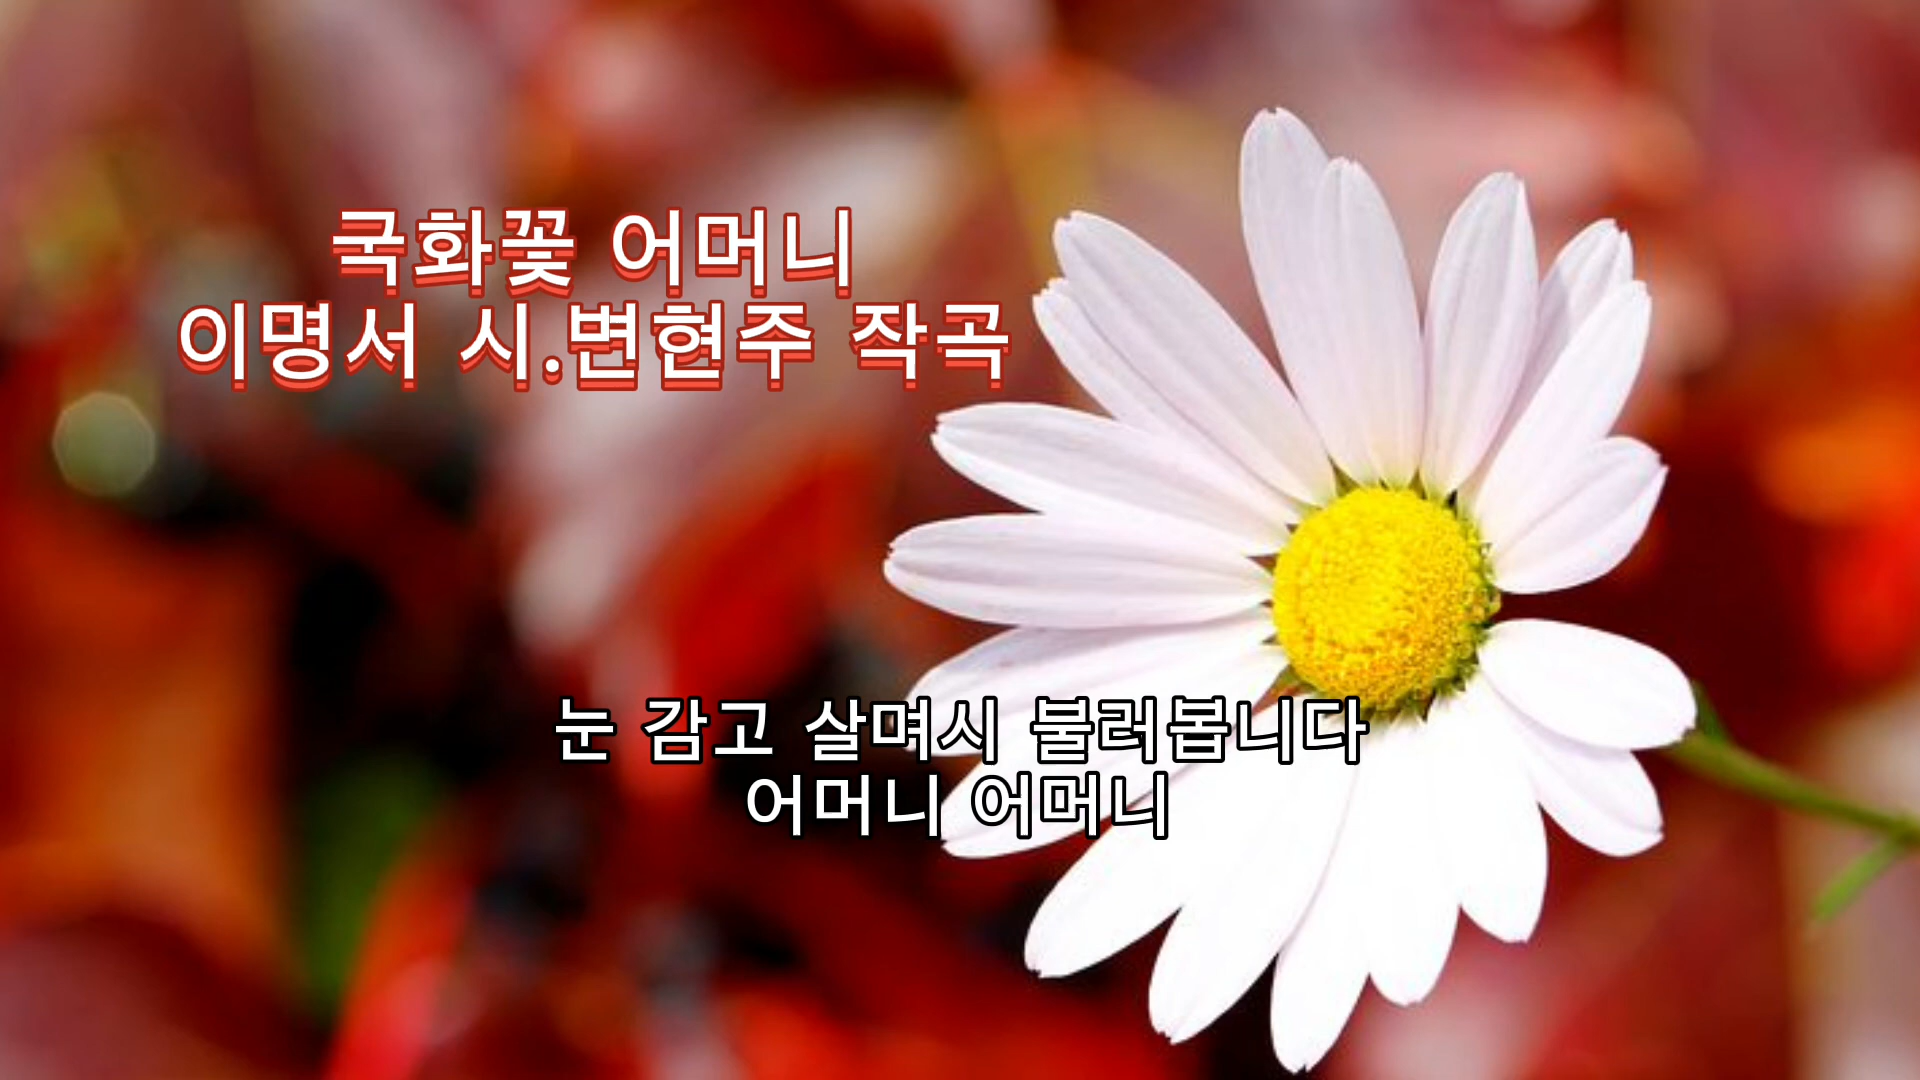 국화꽃 어머니
이명서 시.변현주 작곡
눈 감고 살며시 불러봅니다
어머니 어머니